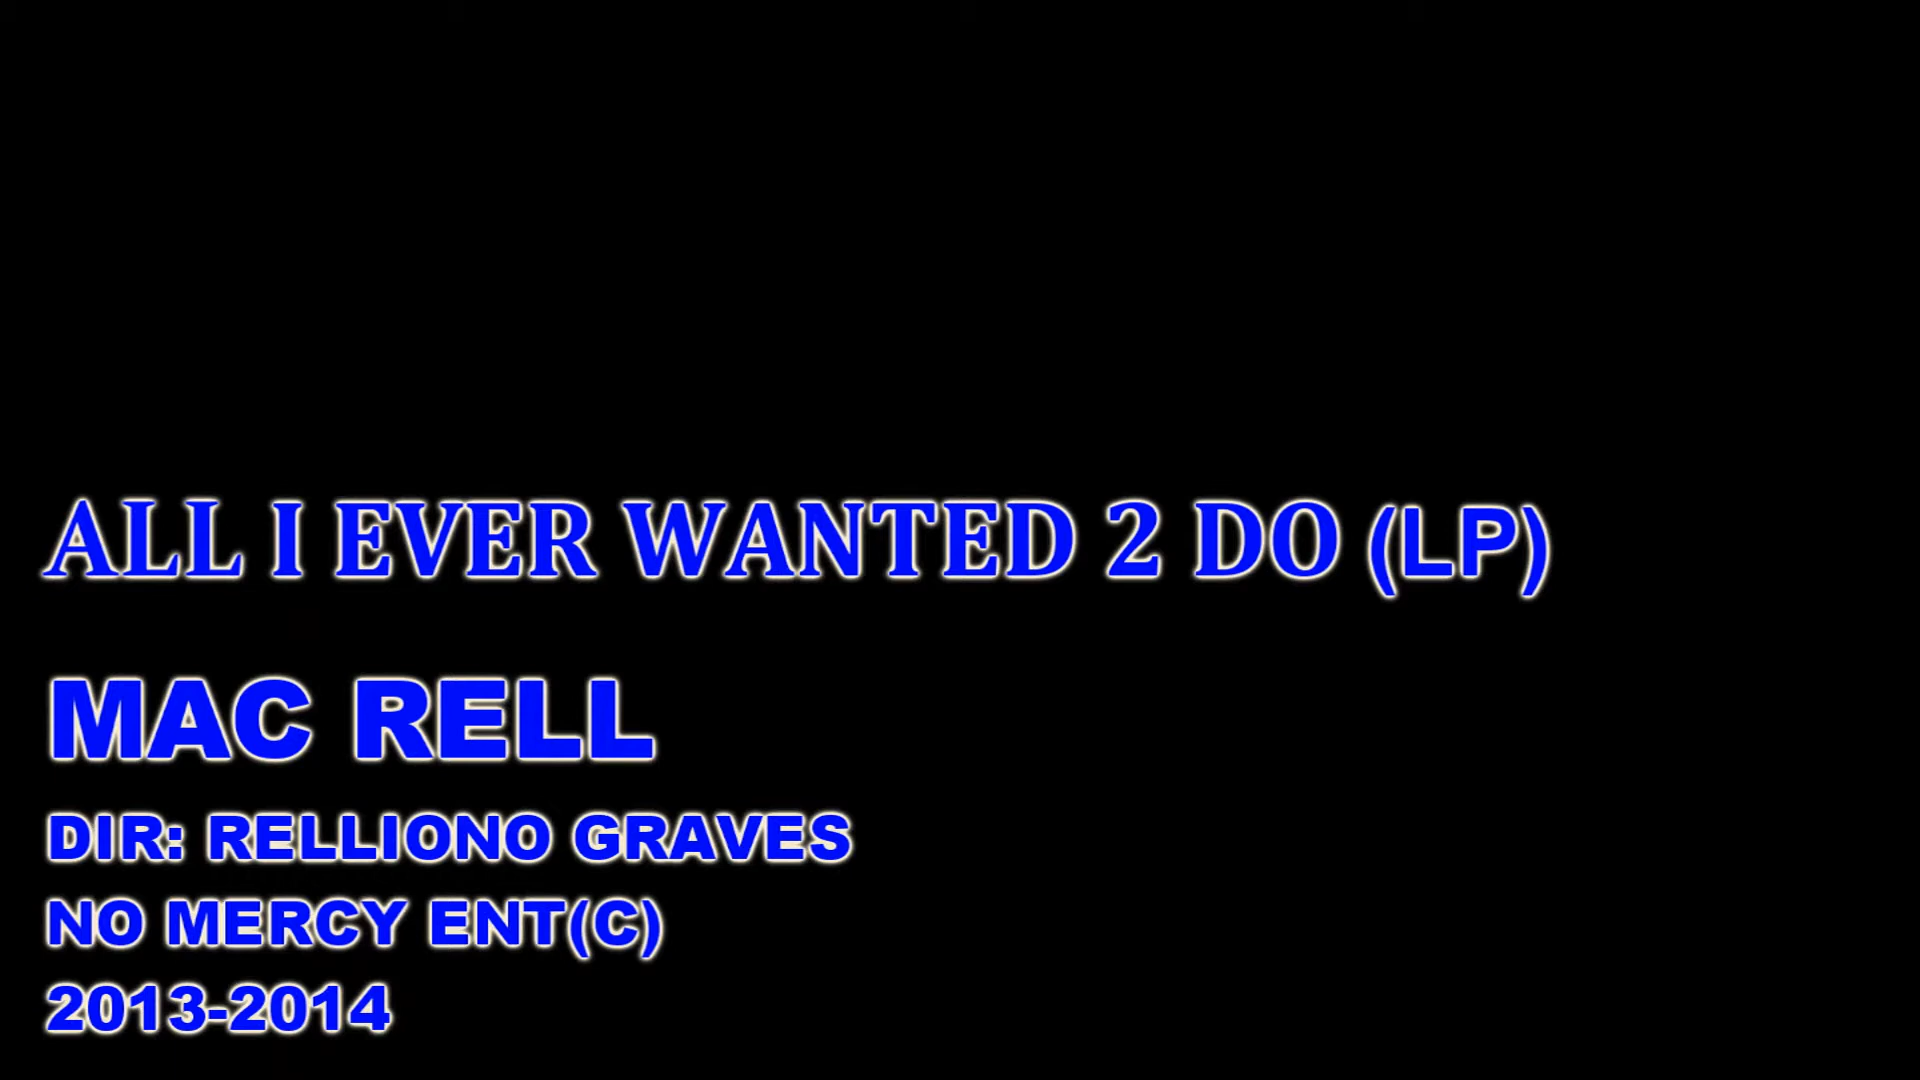 ALL I EVER WANTED 2 DO (LP)
MAC RELL
DIR: RELLIONO GRAVES
NO MERCY ENT(C)
2013-2014